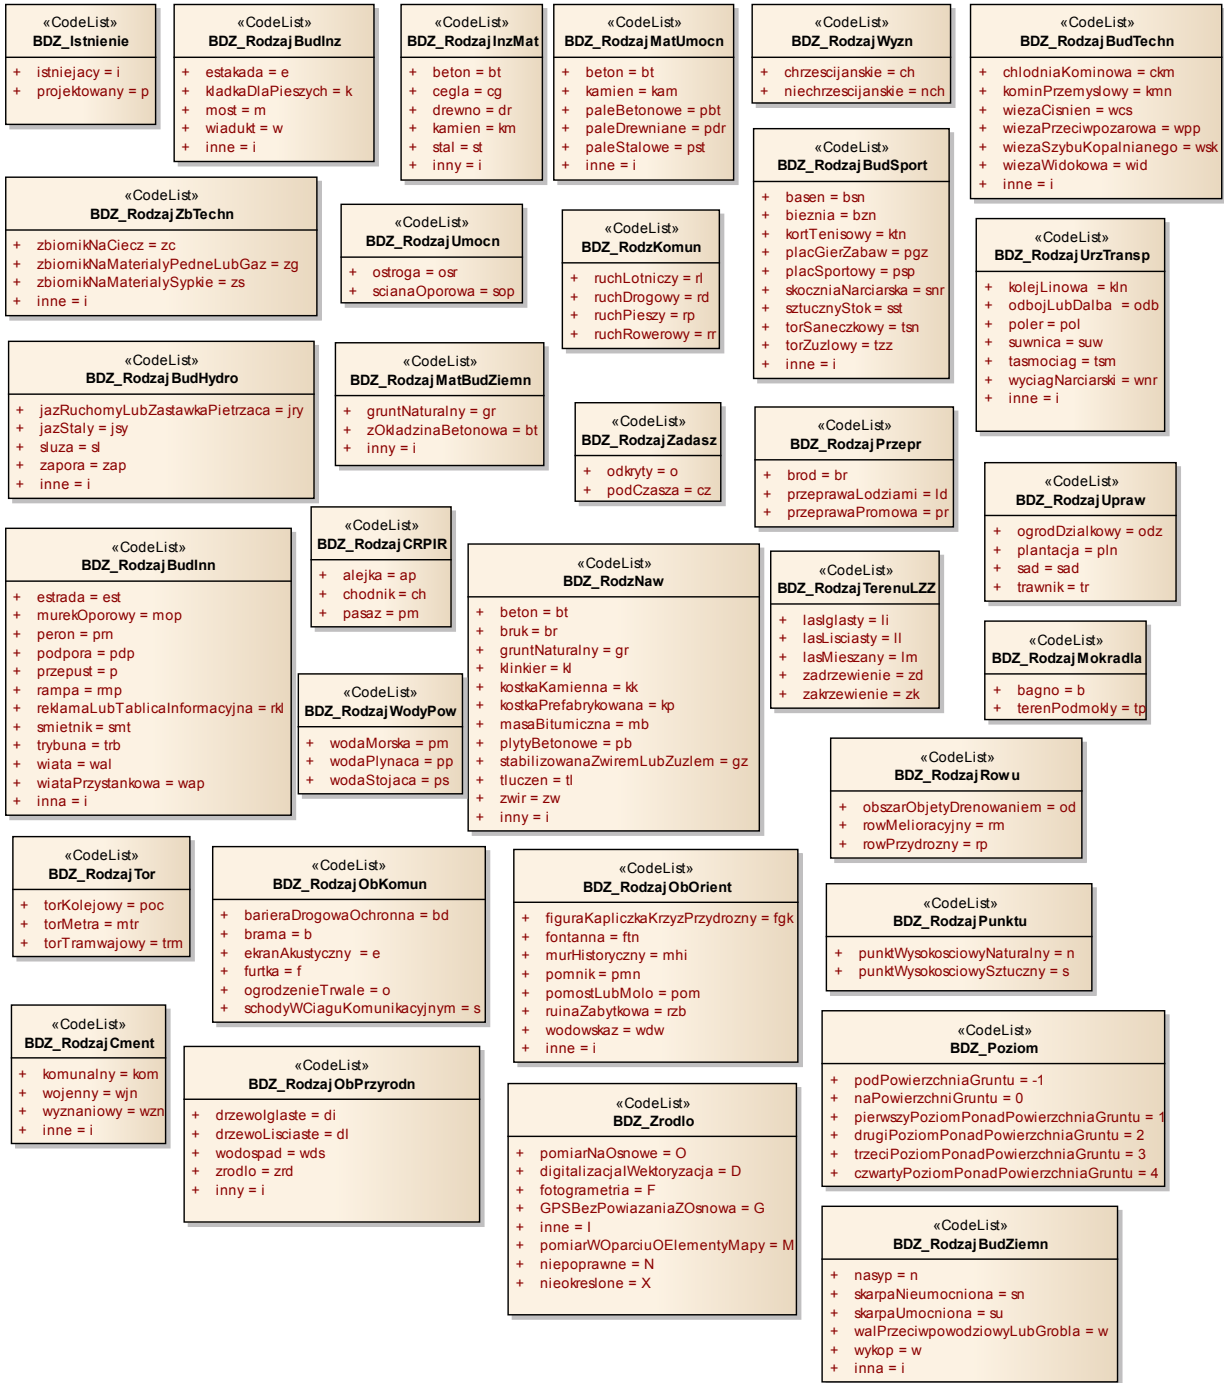 «CodeList»
BDZ_Istnienie
+ istniejacy = i
+ projektowany = p
«CodeList»
BDZ_RodzajBudInz
+ estakada = e
+ kladkaDlaPieszych = k
+ most = m
+ wiadukt = w
+ inne = i
«CodeList»
BDZ_RodzajInzMat
+ beton = bt
+ cegla = cg
+ drewno = dr
+ kamien = km
+ stal = st
+ inny = i
«CodeList»
BDZ_RodzajMatUmocn
+ beton = bt
+ kamien = kam
+ paleBetonowe = pbt
+ paleDrewniane = pdr
+ paleStalowe = pst
+ inne = i
«CodeList»
BDZ_RodzajWyzn
+ chrzescijanskie = ch
+ niechrzescijanskie = nch
«CodeList»
BDZ_RodzajBudTechn
+ chlodniaKominowa = ckm
+ kominPrzemyslowy = kmn
+ wiezaCisnien = wcs
+ wiezaPrzeciwpozarowa = wpp
+ wiezaSzybuKopalnianego = wsk
+ wiezaWidokowa = wid
+ inne = i
«CodeList»
BDZ_RodzajZbTechn
+ zbiornikNaCiecz = zc
+ zbiornikNaMaterialyPedneLubGaz = zg
+ zbiornikNaMaterialySypkie = zs
+ inne = i
«CodeList»
BDZ_RodzajUmocn
+ ostroga = osr
+ scianaOporowa = sop
«CodeList»
BDZ_RodzKomun
+ ruchLotniczy = rl
+ ruchDrogowy = rd
+ ruchPieszy = rp
+ ruchRowerowy = rr
«CodeList»
BDZ_RodzajBudSport
+ basen = bsn
+ bieznia = bzn
+ kortTenisowy = ktn
+ placGierZabaw = pgz
+ placSportowy = psp
+ skoczniaNarciarska = snr
+ sztucznyStok = sst
+ torSaneczkowy = tsn
+ torZuzlowy = tzz
+ inne = i
«CodeList»
BDZ_RodzajUrzTransp
+ kolejLinowa = kln
+ odbojLubDalba = odb
+ poler = pol
+ suwnica = suw
+ tasmociag = tsm
+ wyciagNarciarski = wnr
+ inne = i
«CodeList»
BDZ_RodzajBudHydro
+ jazRuchomyLubZastawkaPietrzaca = jry
+ jazStaly = jsy
+ sluza = sl
+ zapora = zap
+ inne = i
«CodeList»
BDZ_RodzajMatBudZiemn
+ gruntNaturalny = gr
+ zOkladzinaBetonowa = bt
+ inny = i
«CodeList»
BDZ_RodzajZadasz
+ odkryty = o
+ podCzasza = cz
«CodeList»
BDZ_RodzajPrzepr
+ brod = br
+ przeprawaLodziami = ld
+ przeprawaPromowa = pr
«CodeList»
BDZ_RodzajUpraw
+ ogrodDzialkowy = odz
+ plantacja = pln
+ sad = sad
+ trawnik = tr
«CodeList»
BDZ_RodzajBudInn
+ estrada = est
+ murekOporowy = mop
+ peron = prn
+ podpora = pdp
+ przepust = p
+ rampa = rmp
+ reklamaLubTablicaInformacyjna = rkl
+ smietnik = smt
+ trybuna = trb
+ wiata = wal
+ wiataPrzystankowa = wap
+ inna = i
«CodeList»
BDZ_RodzajCRPIR
+ alejka = ap
+ chodnik = ch
+ pasaz = pm
«CodeList»
BDZ_RodzNaw
+ beton = bt
+ bruk = br
+ gruntNaturalny = gr
+ klinkier = kl
+ kostkaKamienna = kk
+ kostkaPrefabrykowana = kp
+ masaBitumiczna = mb
+ plytyBetonowe = pb
+ stabilizowanaZwiremLubZuzlem = gz
+ tluczen = tl
+ zwir = zw
+ inny = i
«CodeList»
BDZ_RodzajTerenuLZZ
+ lasIglasty = li
+ lasLisciasty = ll
+ lasMieszany = lm
+ zadrzewienie = zd
+ zakrzewienie = zk
«CodeList»
BDZ_RodzajMokradla
+ bagno = b
+ terenPodmokly = tp
«CodeList»
BDZ_RodzajWodyPow
+ wodaMorska = pm
+ wodaPlynaca = pp
+ wodaStojaca = ps
«CodeList»
BDZ_RodzajRowu
+ obszarObjetyDrenowaniem = od
+ rowMelioracyjny = rm
+ rowPrzydrozny = rp
«CodeList»
BDZ_RodzajTor
+ torKolejowy = poc
+ torMetra = mtr
+ torTramwajowy = trm
«CodeList»
BDZ_RodzajObKomun
+ barieraDrogowaOchronna = bd
+ brama = b
+ ekranAkustyczny = e
+ furtka = f
+ ogrodzenieTrwale = o
+ schodyWCiaguKomunikacyjnym = s
«CodeList»
BDZ_RodzajObOrient
+ figuraKapliczkaKrzyzPrzydrozny = fgk
+ fontanna = ftn
+ murHistoryczny = mhi
+ pomnik = pmn
+ pomostLubMolo = pom
+ ruinaZabytkowa = rzb
+ wodowskaz = wdw
+ inne = i
«CodeList»
BDZ_RodzajPunktu
+ punktWysokosciowyNaturalny = n
+ punktWysokosciowySztuczny = s
«CodeList»
BDZ_RodzajCment
+ komunalny = kom
+ wojenny = wjn
+ wyznaniowy = wzn
+ inne = i
«CodeList»
BDZ_RodzajObPrzyrodn
+ drzewoIglaste = di
+ drzewoLisciaste = dl
+ wodospad = wds
+ zrodlo = zrd
+ inny = i
«CodeList»
BDZ_Zrodlo
+ pomiarNaOsnowe = O
+ digitalizacjaIWektoryzacja = D
+ fotogrametria = F
+ GPSBezPowiazaniaZOsnowa = G
+ inne = I
+ pomiarWOparciuOElementyMapy = M
+ niepoprawne = N
+ nieokreslone = X
«CodeList»
BDZ_Poziom
+ podPowierzchniaGruntu = -1
+ naPowierzchniGruntu = 0
+ pierwszyPoziomPonadPowierzchniaGruntu = 1
+ drugiPoziomPonadPowierzchniaGruntu = 2
+ trzeciPoziomPonadPowierzchniaGruntu = 3
+ czwartyPoziomPonadPowierzchniaGruntu = 4
«CodeList»
BDZ_RodzajBudZiemn
+ nasyp = n
+ skarpaNieumocniona = sn
+ skarpaUmocniona = su
+ walPrzeciwpowodziowyLubGrobla = w
+ wykop = w
+ inna = i